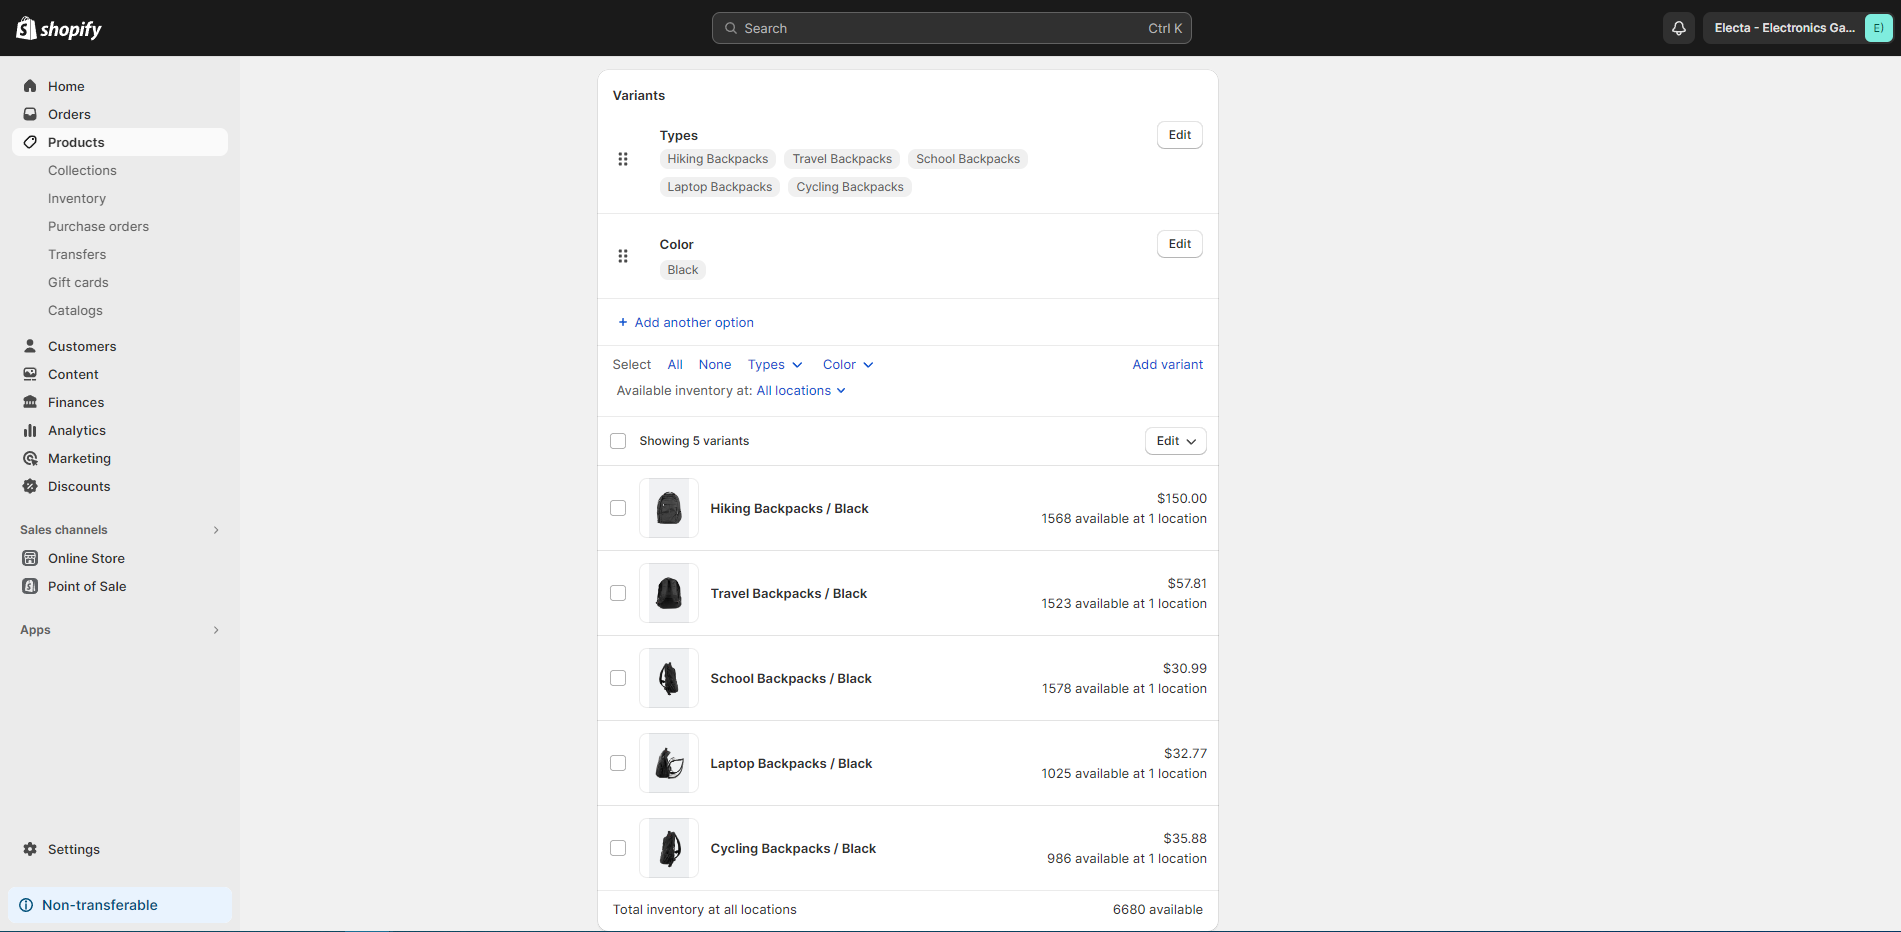 shopify
Search
Ctrl K
Electa - Electronics Ga...
E)
Home
Orders
Products
Collections
Inventory
Purchase orders
Transfers
Gift cards
Catalogs
Customers
Content
Finances
Analytics
Marketing
Discounts
Sales channels
Online Store
Point of Sale
Apps
Settings
Non-transferable
Variants
Types
Edit
Hiking Backpacks Travel Backpacks School Backpacks
Laptop Backpacks Cycling Backpacks
Color
Edit
Black
+ Add another option
Select All None Types Color Add variant
Available inventory at: All locations
Showing 5 variants Edit
Hiking Backpacks / Black
$150.00
1568 available at 1 location
Travel Backpacks / Black
$57.81
1523 available at 1 location
School Backpacks / Black
$30.99
1578 available at 1 location
Laptop Backpacks / Black
$32.77
1025 available at 1 location
Cycling Backpacks / Black
$35.88
986 available at 1 location
Total inventory at all locations 6680 available